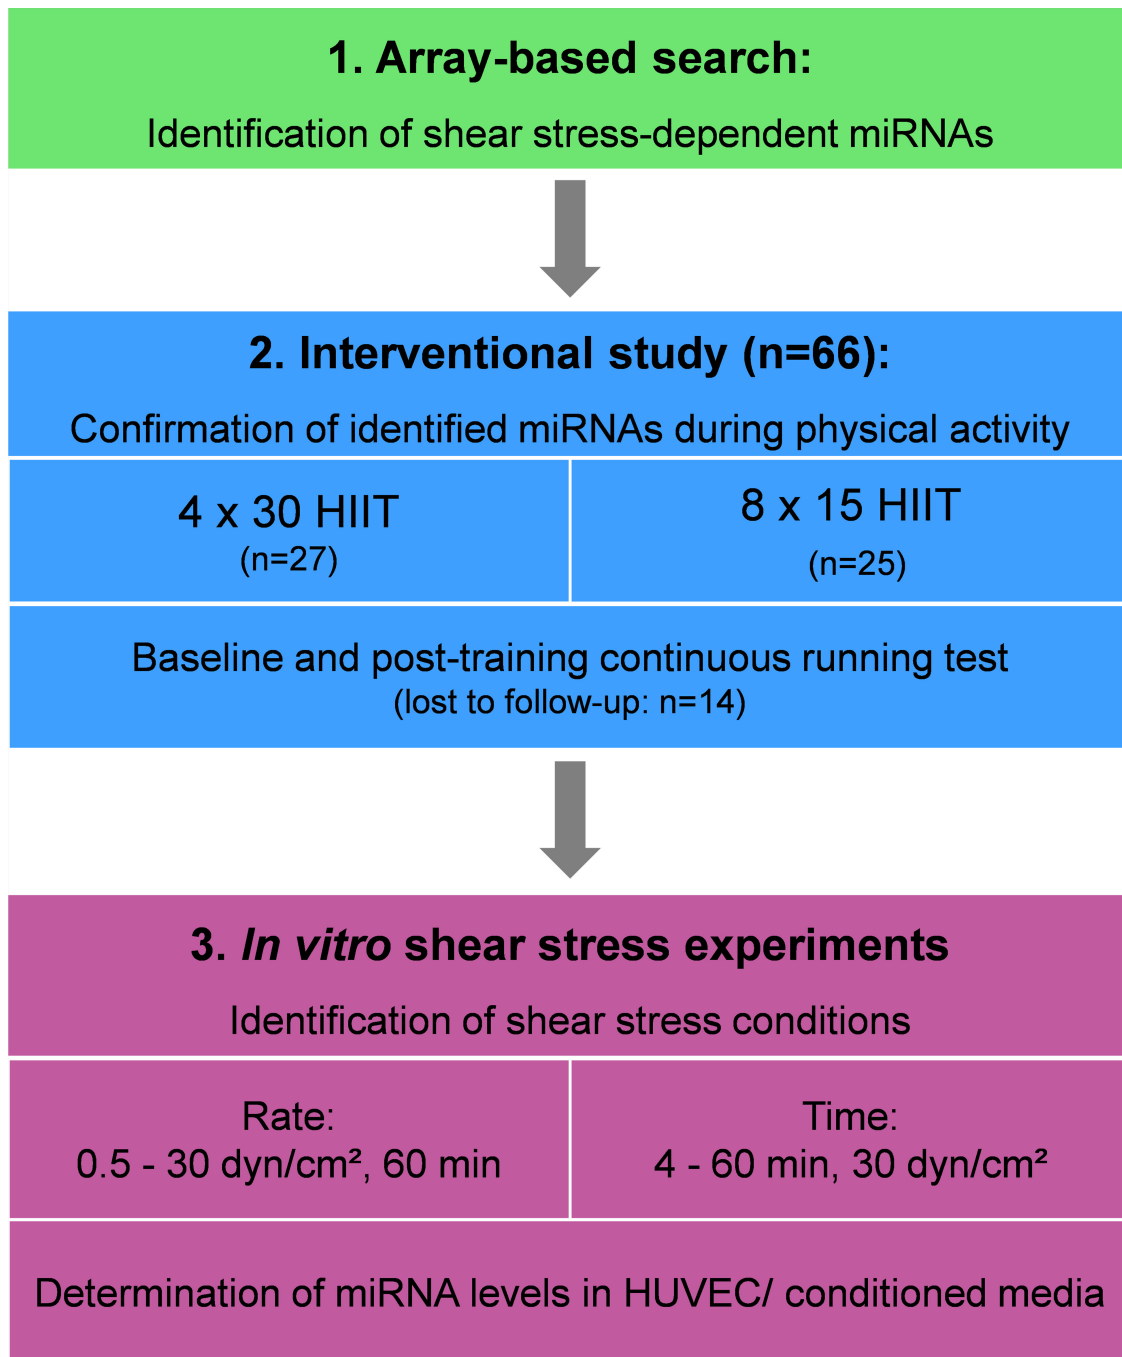 1. Array-based search:
Identification of shear stress-dependent miRNAs
2. Interventional study (n=66):
Confirmation of identified miRNAs during physical activity
4 x 30 HIIT
(n=27)
8 x 15 HIIT
(n=25)
Baseline and post-training continuous running test
(lost to follow-up: n=14)
3. In vitro shear stress experiments
Identification of shear stress conditions
Rate:
0.5 - 30 dyn/cm², 60 min
Time:
4 - 60 min, 30 dyn/cm²
Determination of miRNA levels in HUVEC/ conditioned media